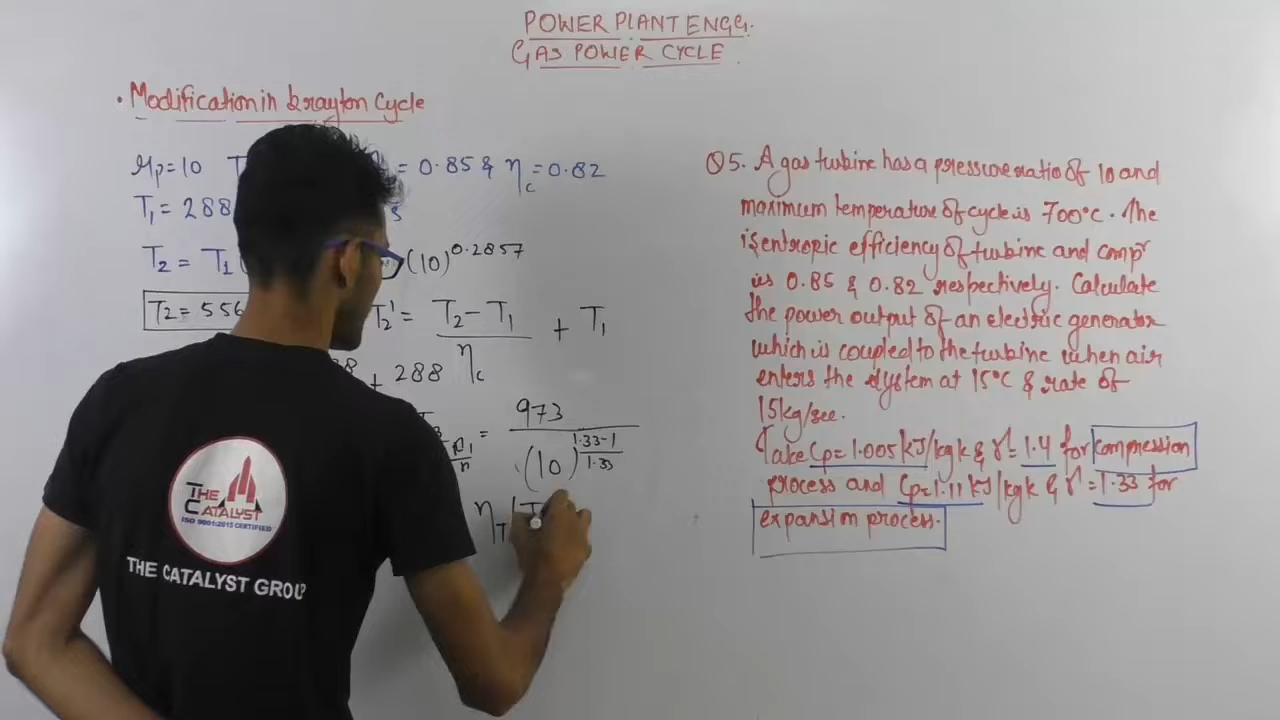 POWER PLANT ENGG.
GAS POWER CYCLE
. Modification in brayton Cycle
rp = 10 T = 0.85 & ηc = 0.82
T1 = 288
T2 = T1 ( (10)^0.2857
T2 = 556 T2' = T2 - T1 / ηc + T1
+ 288
= 973 / (10)^(1.33-1/1.33)
ηT (T
Q5. A gas turbine has a pressure ratio of 10 and
maximum temperature of cycle is 700°C. The
isentropic efficiency of turbine and compr
is 0.85 & 0.82 respectively. Calculate
the power output of an electric generator
which is coupled to the turbine when air
enters the system at 15°C & rate of
15kg/sec.
Take Cp = 1.005 kJ/kg k & r = 1.4 for compression
process and Cp = 1.11 kJ/kg k & r = 1.33 for
expansion process.
THE
CATALYST
ISO 9001:2015 CERTIFIED
THE CATALYST GROUP